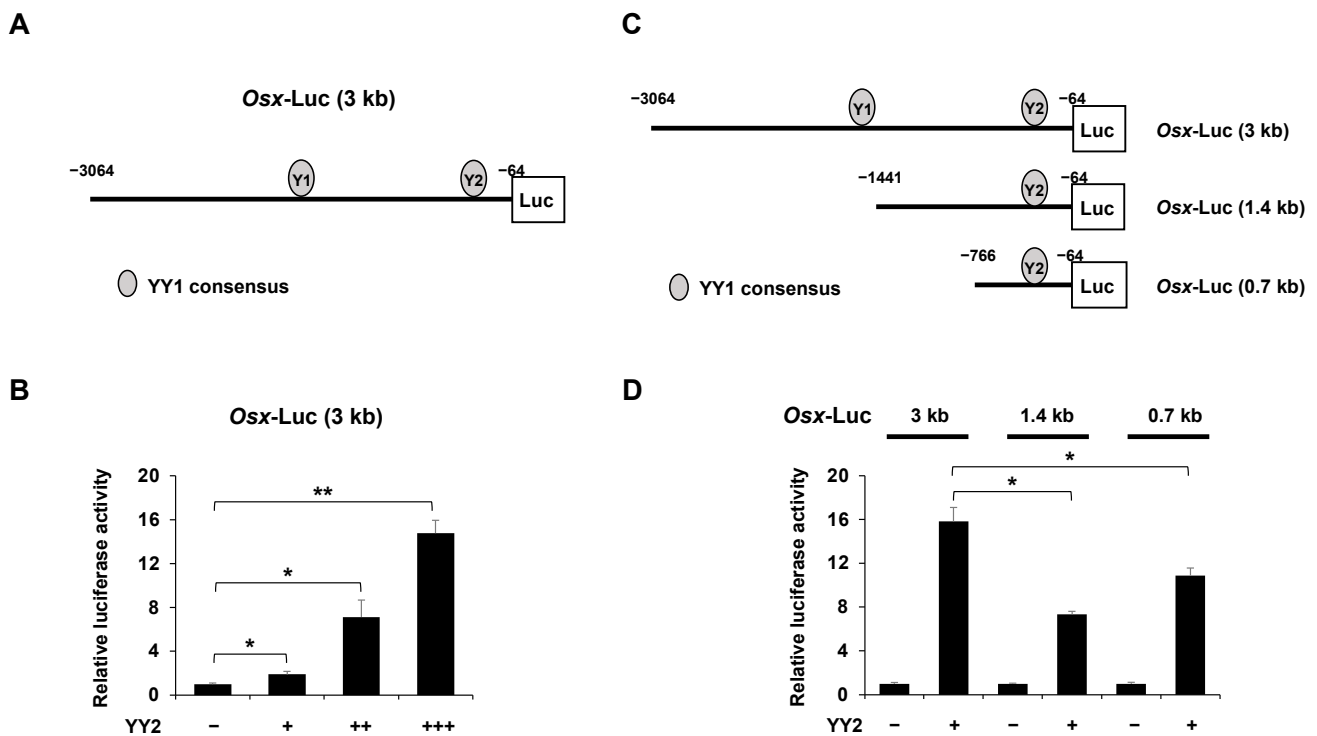 A
Osx-Luc (3 kb)
−3064
Y1
Y2
−64
Luc
YY1 consensus
B
Osx-Luc (3 kb)
Relative luciferase activity
20
16
12
8
4
0
**
*
*
YY2 − + ++ +++
C
−3064
Y1
Y2
−64
Luc
Osx-Luc (3 kb)
−1441
Y2
−64
Luc
Osx-Luc (1.4 kb)
−766
Y2
−64
Luc
Osx-Luc (0.7 kb)
YY1 consensus
D
Osx-Luc 3 kb 1.4 kb 0.7 kb
Relative luciferase activity
20
16
12
8
4
0
*
*
YY2 − + − + − +